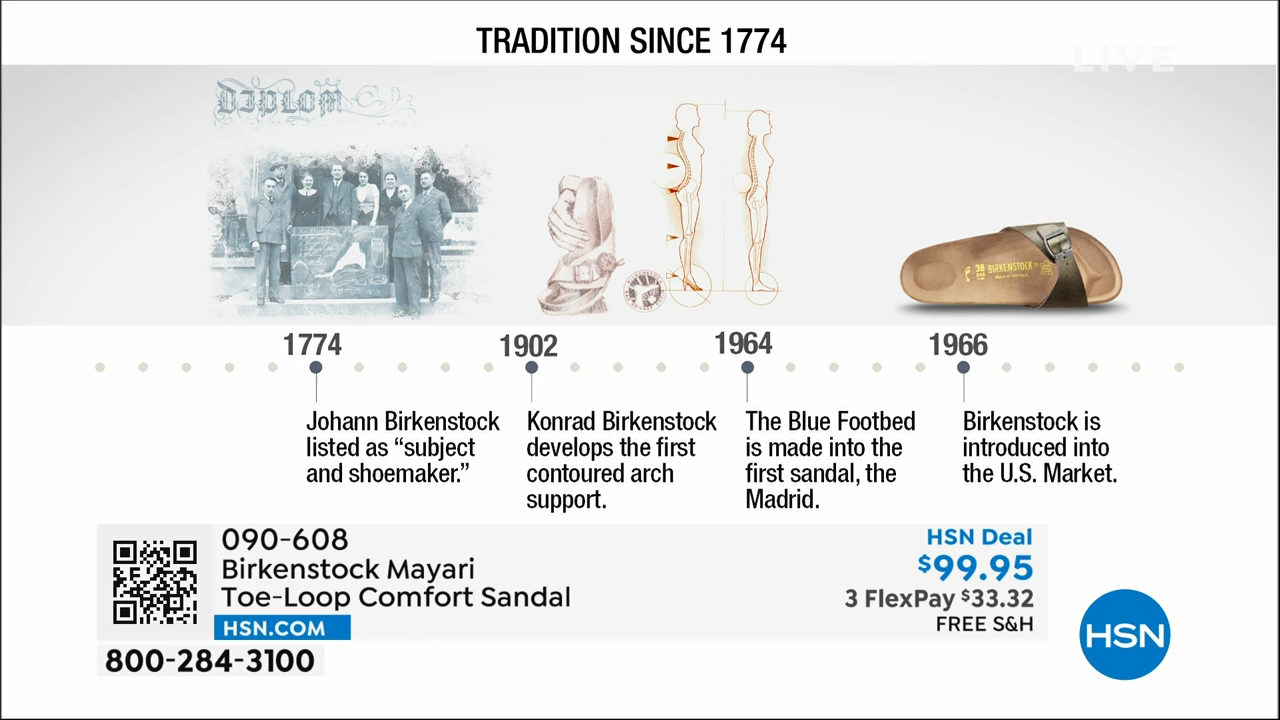 TRADITION SINCE 1774
LIVE
Diplom
38
BIRKENSTOCK
1774
1902
1964
1966
Johann Birkenstock
listed as “subject
and shoemaker.”
Konrad Birkenstock
develops the first
contoured arch
support.
The Blue Footbed
is made into the
first sandal, the
Madrid.
Birkenstock is
introduced into
the U.S. Market.
090-608
Birkenstock Mayari
Toe-Loop Comfort Sandal
HSN.COM
800-284-3100
HSN Deal
$99.95
3 FlexPay $33.32
FREE S&H
HSN